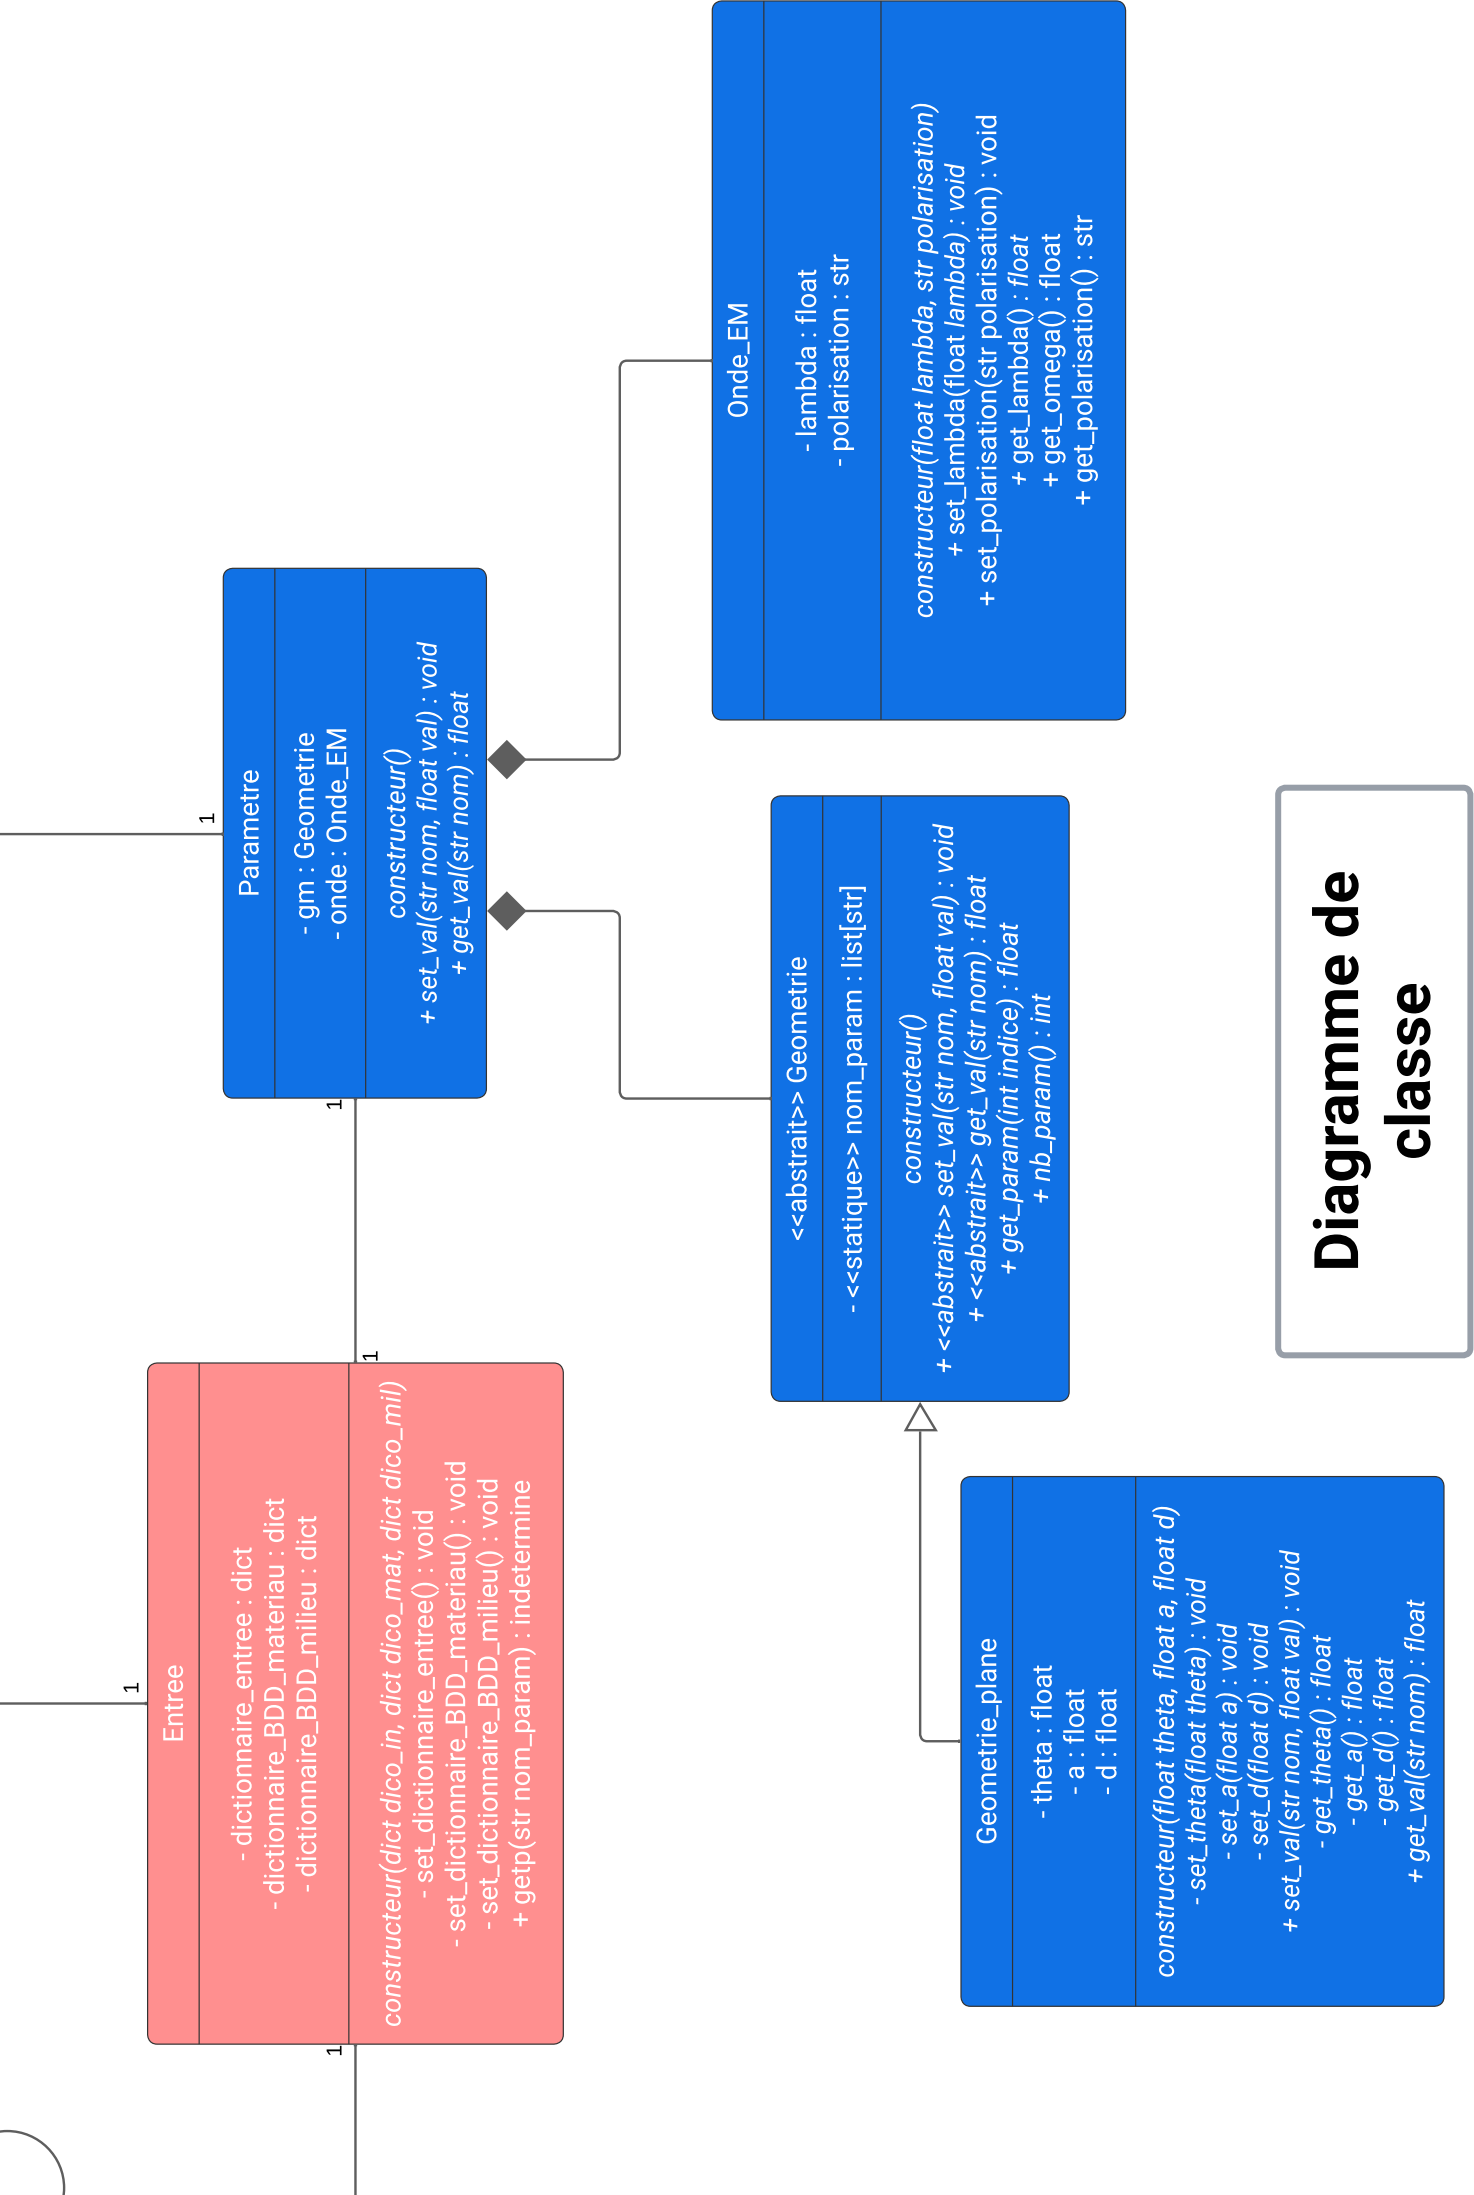 1
Entree
- dictionnaire_entree : dict
- dictionnaire_BDD_materiau : dict
- dictionnaire_BDD_milieu : dict
constructeur(dict dico_in, dict dico_mat, dict dico_mil)
- set_dictionnaire_entree() : void
- set_dictionnaire_BDD_materiau() : void
- set_dictionnaire_BDD_milieu() : void
+ getp(str nom_param) : indetermine
1
1
1
1
Parametre
- gm : Geometrie
- onde : Onde_EM
constructeur()
+ set_val(str nom, float val) : void
+ get_val(str nom) : float
Onde_EM
- lambda : float
- polarisation : str
constructeur(float lambda, str polarisation)
+ set_lambda(float lambda) : void
+ set_polarisation(str polarisation) : void
+ get_lambda() : float
+ get_omega() : float
+ get_polarisation() : str
<<abstrait>> Geometrie
- <<statique>> nom_param : list[str]
constructeur()
+ <<abstrait>> set_val(str nom, float val) : void
+ <<abstrait>> get_val(str nom) : float
+ get_param(int indice) : float
+ nb_param() : int
Geometrie_plane
- theta : float
- a : float
- d : float
constructeur(float theta, float a, float d)
- set_theta(float theta) : void
- set_a(float a) : void
- set_d(float d) : void
+ set_val(str nom, float val) : void
- get_theta() : float
- get_a() : float
- get_d() : float
+ get_val(str nom) : float
Diagramme de
classe